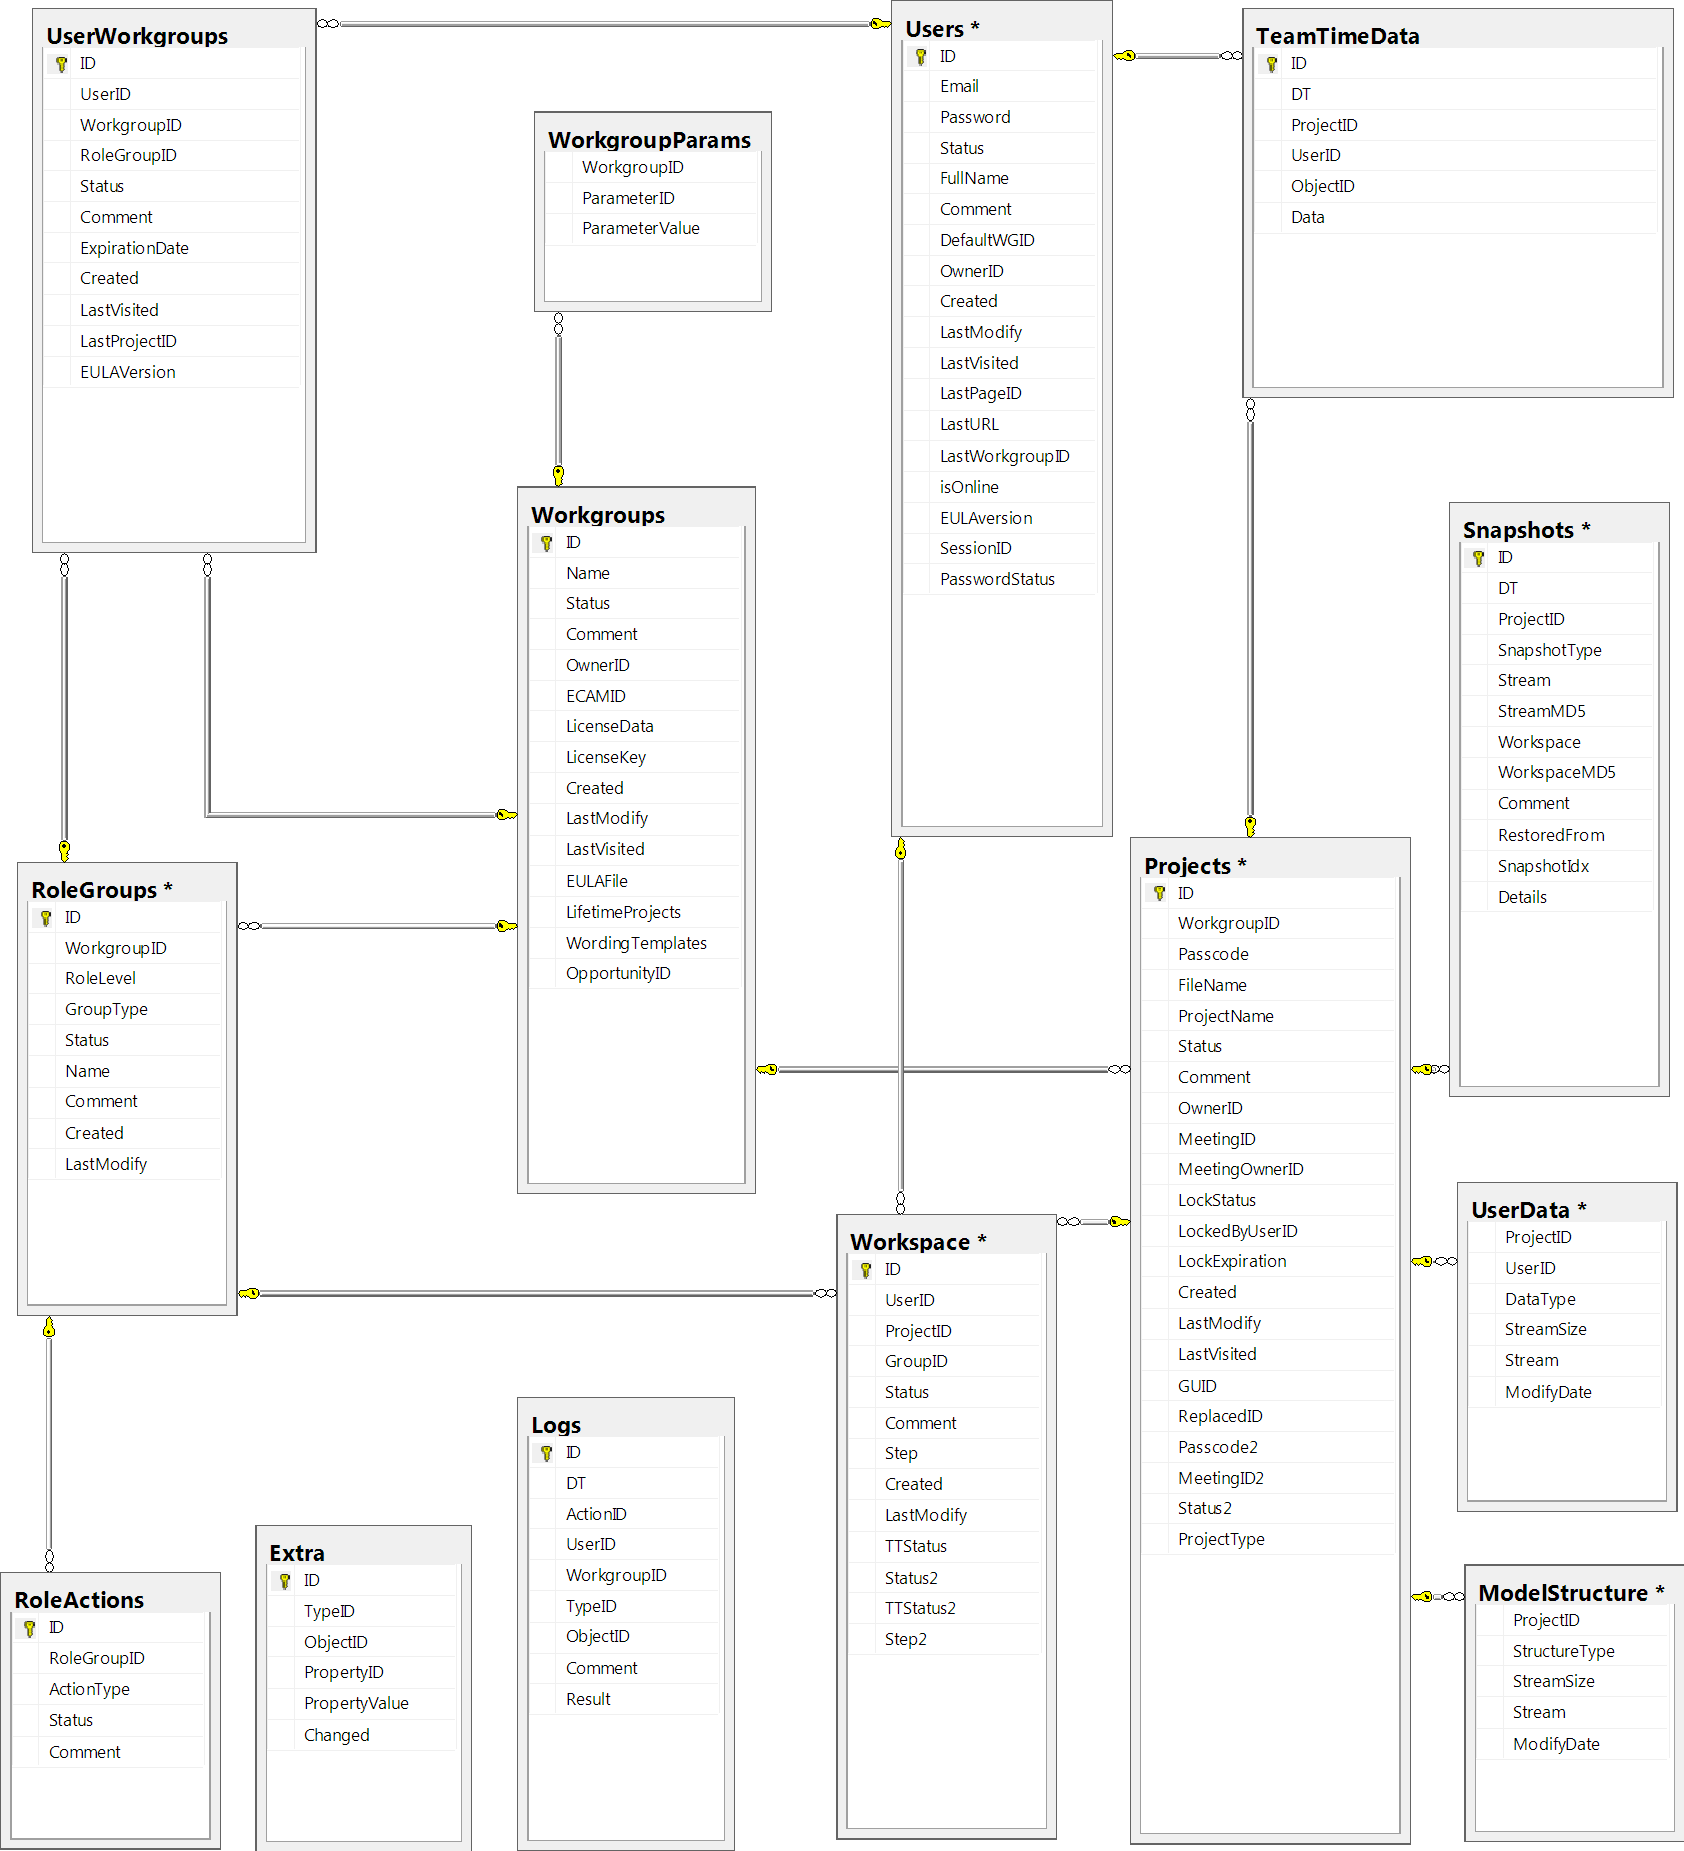 UserWorkgroups
ID
UserID
WorkgroupID
RoleGroupID
Status
Comment
ExpirationDate
Created
LastVisited
LastProjectID
EULAVersion
WorkgroupParams
WorkgroupID
ParameterID
ParameterValue
Users *
ID
Email
Password
Status
FullName
Comment
DefaultWGID
OwnerID
Created
LastModify
LastVisited
LastPageID
LastURL
LastWorkgroupID
isOnline
EULAversion
SessionID
PasswordStatus
TeamTimeData
ID
DT
ProjectID
UserID
ObjectID
Data
Workgroups
ID
Name
Status
Comment
OwnerID
ECAMID
LicenseData
LicenseKey
Created
LastModify
LastVisited
EULAFile
LifetimeProjects
WordingTemplates
OpportunityID
Snapshots *
ID
DT
ProjectID
SnapshotType
Stream
StreamMD5
Workspace
WorkspaceMD5
Comment
RestoredFrom
SnapshotIdx
Details
RoleGroups *
ID
WorkgroupID
RoleLevel
GroupType
Status
Name
Comment
Created
LastModify
Projects *
ID
WorkgroupID
Passcode
FileName
ProjectName
Status
Comment
OwnerID
MeetingID
MeetingOwnerID
LockStatus
LockedByUserID
LockExpiration
Created
LastModify
LastVisited
GUID
ReplacedID
Passcode2
MeetingID2
Status2
ProjectType
UserData *
ProjectID
UserID
DataType
StreamSize
Stream
ModifyDate
Workspace *
ID
UserID
ProjectID
GroupID
Status
Comment
Step
Created
LastModify
TTStatus
Status2
TTStatus2
Step2
Logs
ID
DT
ActionID
UserID
WorkgroupID
TypeID
ObjectID
Comment
Result
Extra
ID
TypeID
ObjectID
PropertyID
PropertyValue
Changed
RoleActions
ID
RoleGroupID
ActionType
Status
Comment
ModelStructure *
ProjectID
StructureType
StreamSize
Stream
ModifyDate